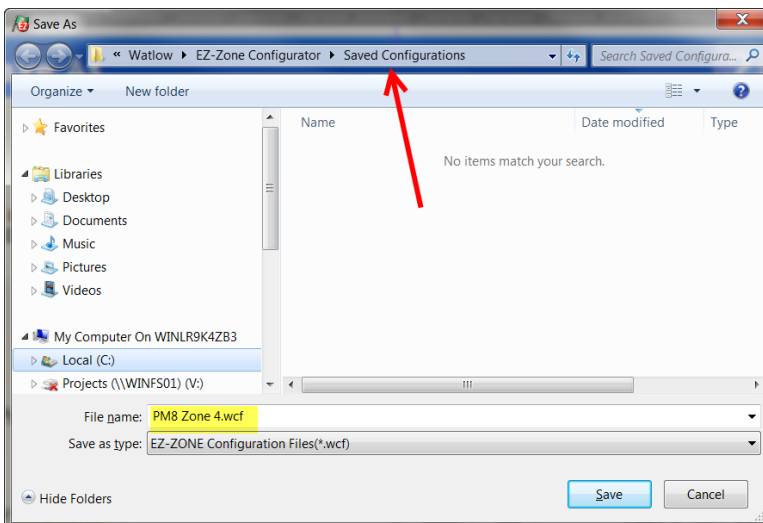 Save As
« Watlow EZ-Zone Configurator Saved Configurations
Search Saved Configura...
Organize New folder
Favorites
Libraries
Desktop
Documents
Music
Pictures
Videos
My Computer On WINLR9K4ZB3
Local (C:)
Projects (\\WINFS01) (V:)
Name Date modified Type
No items match your search.
File name: PM8 Zone 4.wcf
Save as type: EZ-ZONE Configuration Files(*.wcf)
Hide Folders
Save Cancel